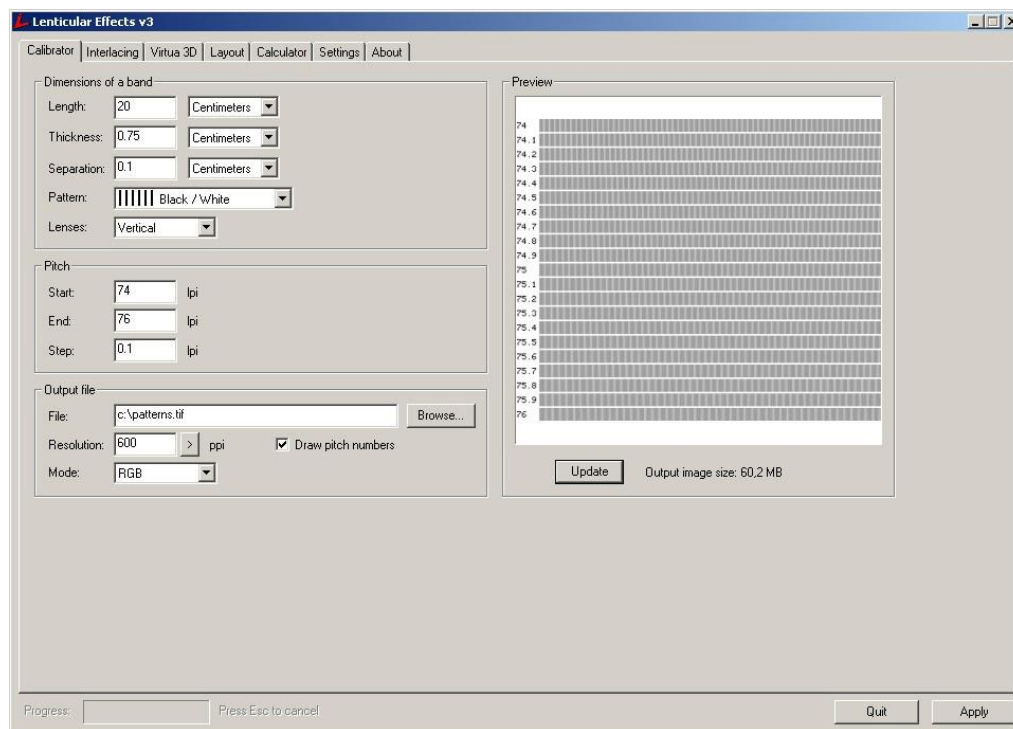 Lenticular Effects v3
Calibrator Interlacing Virtua 3D Layout Calculator Settings About
Dimensions of a band
Length: 20 Centimeters
Thickness: 0.75 Centimeters
Separation: 0.1 Centimeters
Pattern: Black / White
Lenses: Vertical
Pitch
Start: 74 lpi
End: 76 lpi
Step: 0.1 lpi
Output file
File: c:\patterns.tif Browse...
Resolution: 600 > ppi Draw pitch numbers
Mode: RGB
Preview
74
74.1
74.2
74.3
74.4
74.5
74.6
74.7
74.8
74.9
75
75.1
75.2
75.3
75.4
75.5
75.6
75.7
75.8
75.9
76
Update Output image size: 60,2 MB
Progress: Press Esc to cancel Quit Apply